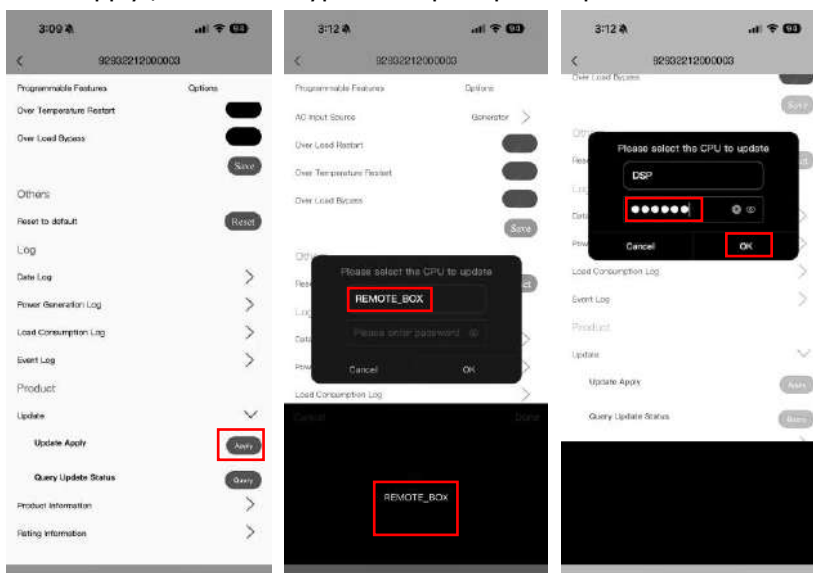 3:09
92932212000003
Programmable Features Options
Over Temperature Restart
Over Load Bypass
Save
Others
Reset to default Reset
Log
Date Log
Power Generation Log
Load Consumption Log
Event Log
Product
Update
Update Apply Apply
Query Update Status Query
Product Information
Rating Information
3:12
92932212000003
Programmable Features Options
AC Input Source Generator
Over Load Restart
Over Temperature Restart
Over Load Bypass
Save
Please select the CPU to update
REMOTE_BOX
Please enter password
Cancel OK
Load Consumption Log
Cancel Done
REMOTE_BOX
3:12
92932212000003
Over Load Bypass
Save
Please select the CPU to update
DSP
●●●●●●
Cancel OK
Load Consumption Log
Event Log
Product
Update
Update Apply Apply
Query Update Status Query